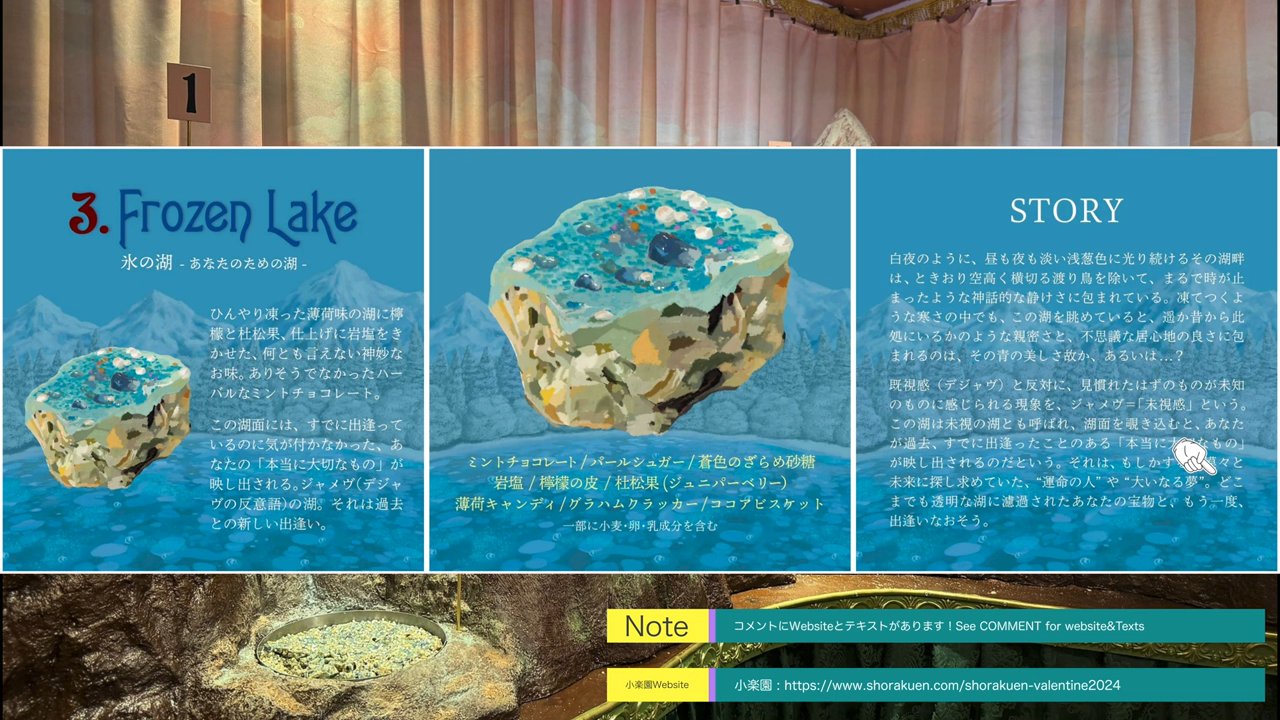 1
3. Frozen Lake
氷の湖 - あなたのための湖 -
ひんやり凍った薄荷味の湖に檸
檬と杜松果、仕上げに岩塩をき
かせた、何とも言えない神妙な
お味。ありそうでなかったハー
バルなミントチョコレート。
この湖面には、すでに出逢って
いるのに気が付かなかった、あ
なたの「本当に大切なもの」が
映し出される。ジャメヴ(デジャ
ヴの反意語)の湖。それは過去
との新しい出逢い。
ミントチョコレート / パールシュガー / 蒼色のざらめ砂糖
岩塩 / 檸檬の皮 / 杜松果 (ジュニパーベリー)
薄荷キャンディ / グラハムクラッカー / ココアビスケット
一部に小麦・卵・乳成分を含む
STORY
白夜のように、昼も夜も淡い浅葱色に光り続けるその湖畔
は、ときおり空高く横切る渡り鳥を除いて、まるで時が止
まったような神話的な静けさに包まれている。凍てつくよ
うな寒さの中でも、この湖を眺めていると、遥か昔から此
処にいるかのような親密さと、不思議な居心地の良さに包
まれるのは、その青の美しさ故か、あるいは…?
既視感（デジャヴ）と反対に、見慣れたはずのものが未知
のものに感じられる現象を、ジャメヴ=「未視感」という。
この湖は未視の湖とも呼ばれ、湖面を覗き込むと、あなた
が過去、すでに出逢ったことのある「本当に大 なもの」
が映し出されるのだという。それは、もしかす 々と
未来に探し求めていた、“運命の人” や “大いなる夢”。どこ
までも透明な湖に濾過されたあなたの宝物と、もう一度、
出逢いなおそう。
Note
コメントにWebsiteとテキストがあります！See COMMENT for website&Texts
小楽園Website
小楽園：https://www.shorakuen.com/shorakuen-valentine2024